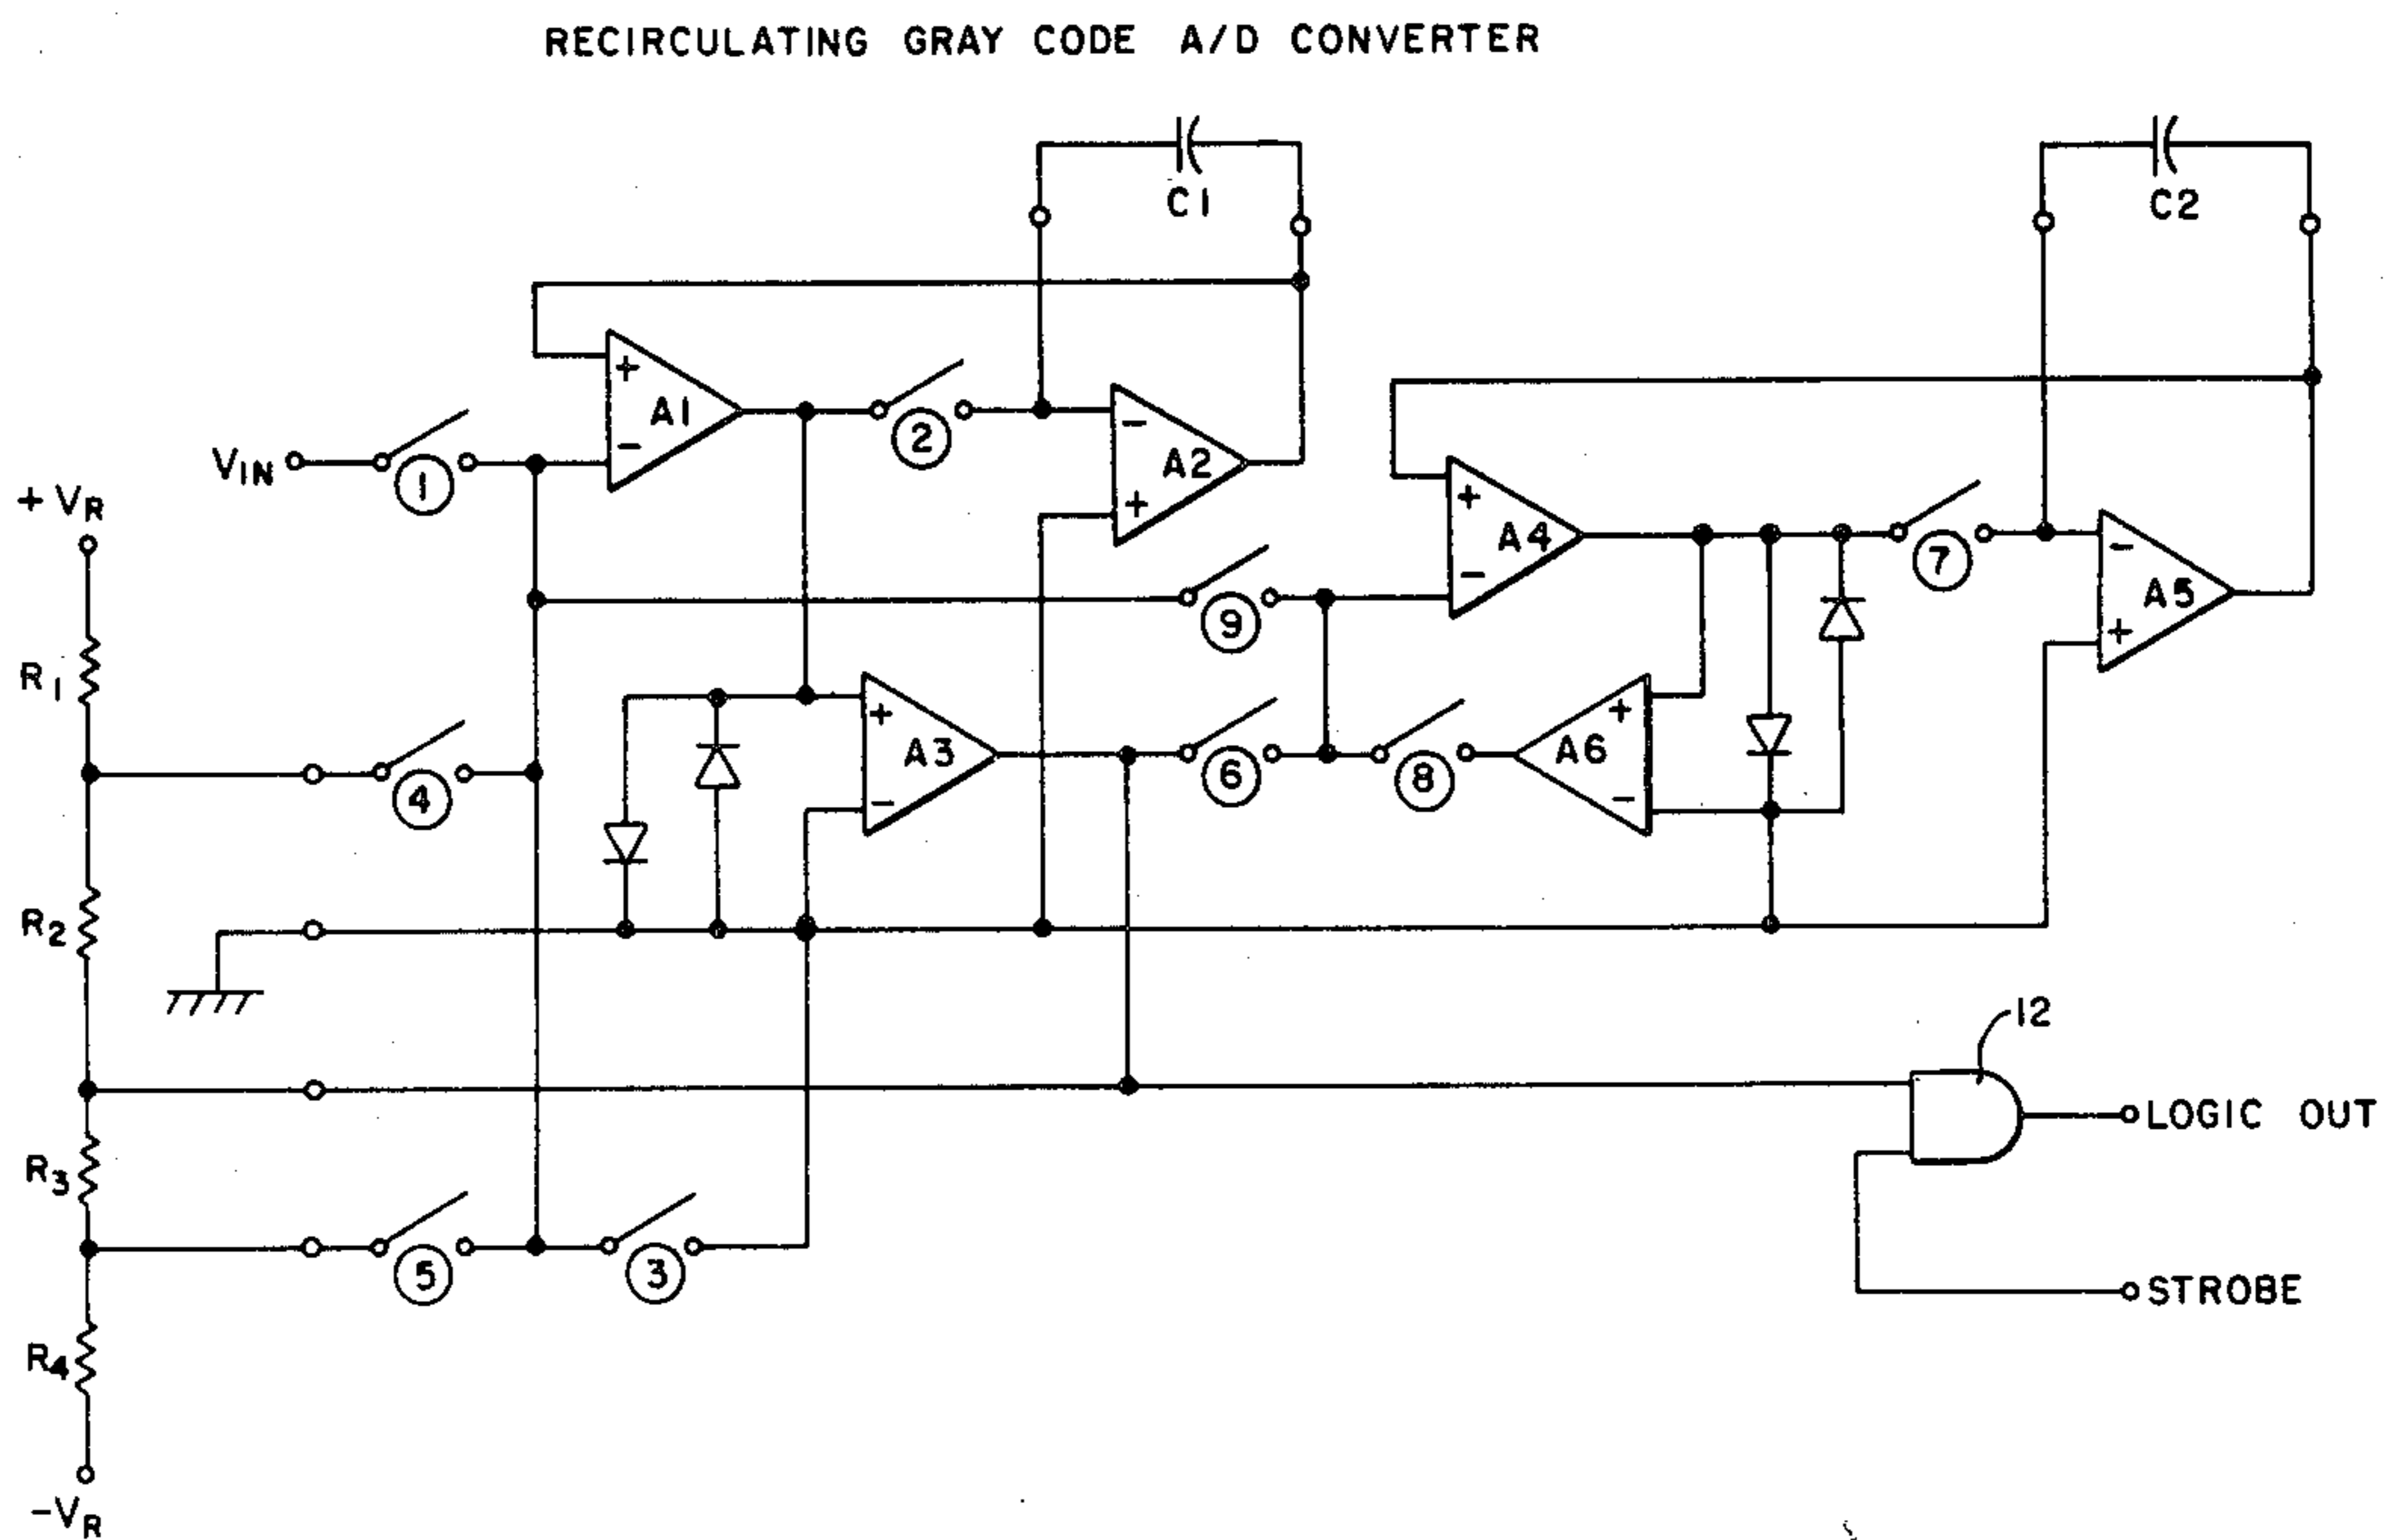 RECIRCULATING GRAY CODE A/D CONVERTER
C1
C2
+
A1
-
2
-
A2
+
VIN
1
+ VR
+
A4
-
7
-
A5
+
9
R1
4
+
A3
-
6
8
A6
+
-
R2
12
LOGIC OUT
R3
5
3
STROBE
R4
-VR